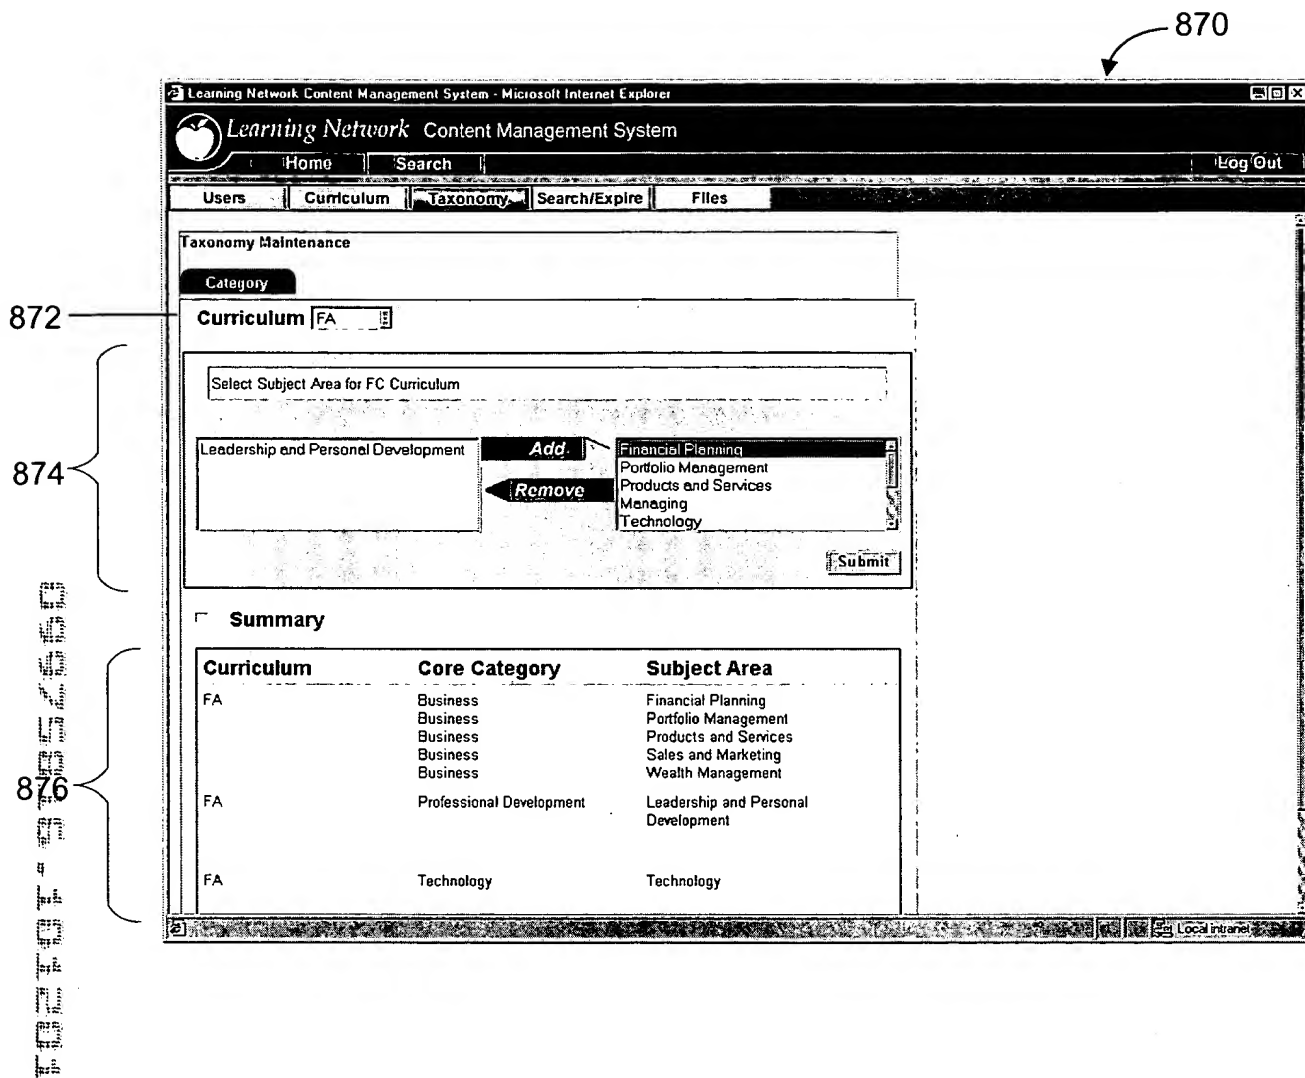 870
Learning Network Content Management System - Microsoft Internet Explorer
Learning Network Content Management System
Home Search Log Out
Users Curriculum Taxonomy Search/Expire Files
Taxonomy Maintenance
Category
872
Curriculum FA
Select Subject Area for FC Curriculum
874
Leadership and Personal Development
Add
Remove
Financial Planning
Portfolio Management
Products and Services
Managing
Technology
Submit
Summary
876
Curriculum Core Category Subject Area
FA Business Financial Planning
Business Portfolio Management
Business Products and Services
Business Sales and Marketing
Business Wealth Management
FA Professional Development Leadership and Personal
Development
FA Technology Technology
Local intranet